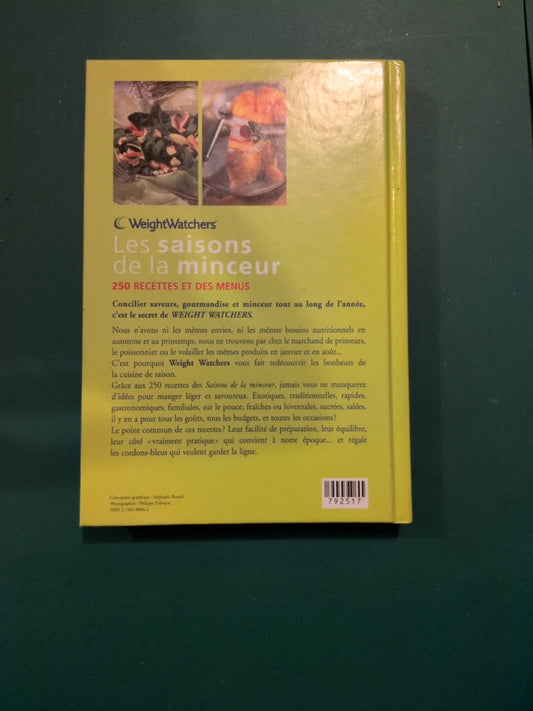 WeightWatchers
Les saisons
de la minceur
250 RECETTES ET DES MENUS
Concilier saveurs, gourmandise et minceur tout au long de l'année,
c'est le secret de WEIGHT WATCHERS.
Nous n'avons ni les mêmes envies, ni les mêmes besoins nutritionnels en
automne et au printemps, nous ne trouvons pas chez le marchand de primeurs,
le poissonnier ou le volailler les mêmes produits en janvier et en août...
C'est pourquoi Weight Watchers vous fait redécouvrir les bonheurs de
la cuisine de saison.
Grâce aux 250 recettes des Saisons de la minceur, jamais vous ne manquerez
d'idées pour manger léger et savoureux. Exotiques, traditionnelles, rapides,
gastronomiques, familiales, sur le pouce, fraîches ou hivernales, sucrées, salées,
il y en a pour tous les goûts, tous les budgets, et toutes les occasions !
Le point commun de ces recettes ? Leur facilité de préparation, leur équilibre,
leur côté «vraiment pratique» qui convient à notre époque... et régale
les cordons-bleus qui veulent garder la ligne.
Conception graphique : Stéphanie
Photographies : Philippe
ISBN
792517